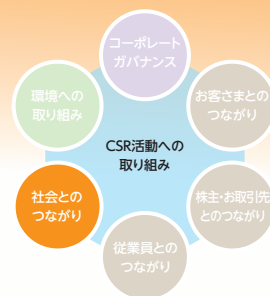 コーポレート
ガバナンス
環境への
取り組み
お客さまとの
つながり
CSR活動への
取り組み
社会との
つながり
株主・お取引先
とのつながり
従業員との
つながり